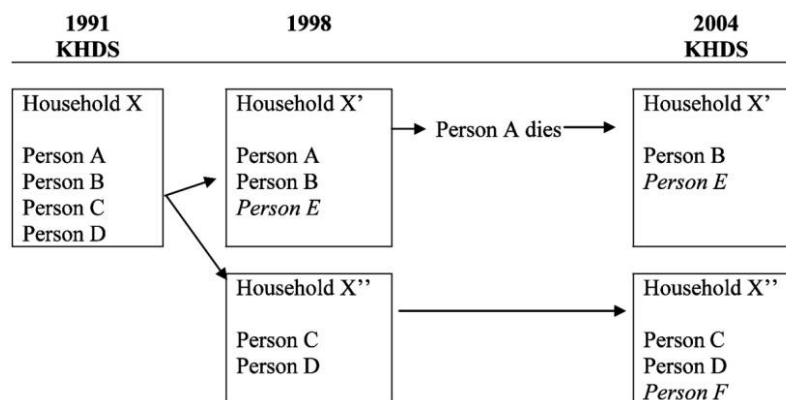 1991
KHDS
1998
2004
KHDS
Household X
Person A
Person B
Person C
Person D
Household X’
Person A
Person B
Person E
Person A dies
Household X’
Person B
Person E
Household X’’
Person C
Person D
Household X’’
Person C
Person D
Person F